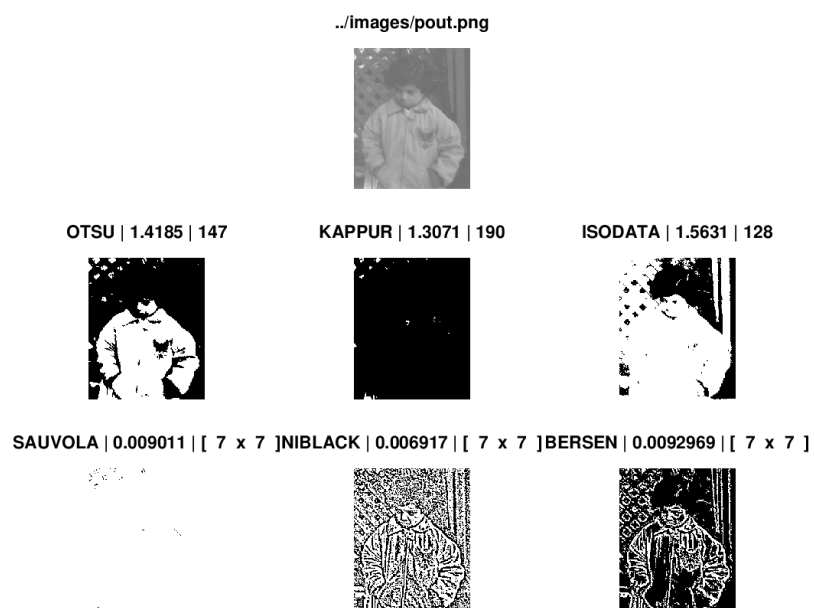 ../images/pout.png
OTSU | 1.4185 | 147
KAPPUR | 1.3071 | 190
ISODATA | 1.5631 | 128
SAUVOLA | 0.009011 | [ 7 x 7 ]
NIBLACK | 0.006917 | [ 7 x 7 ]
BERSEN | 0.0092969 | [ 7 x 7 ]